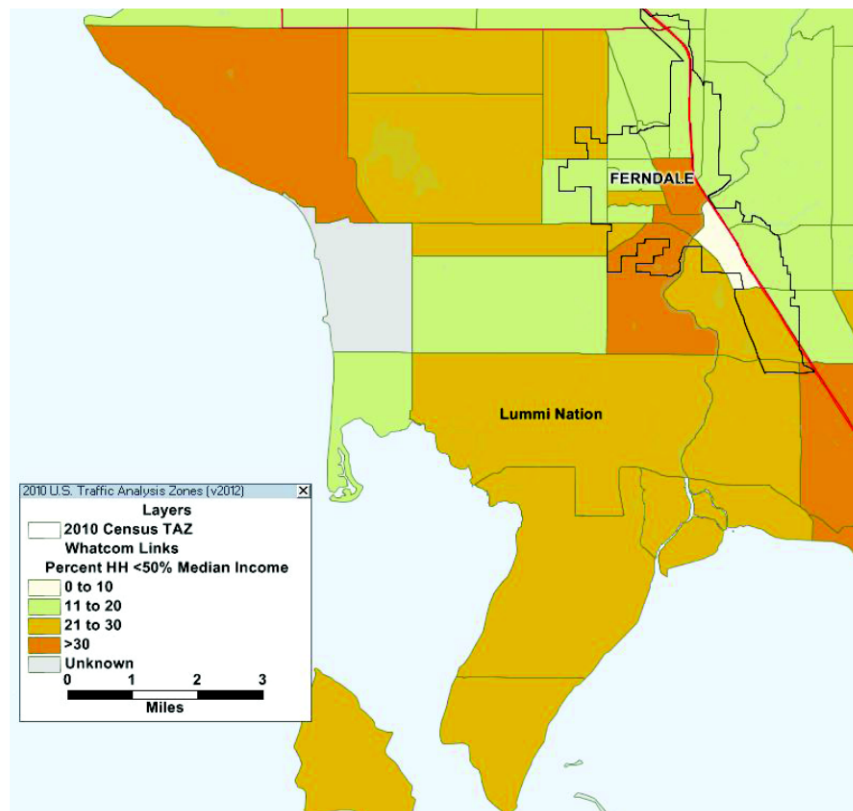 FERNDALE
Lummi Nation
2010 U.S. Traffic Analysis Zones (v2012)
Layers
2010 Census TAZ
Whatcom Links
Percent HH <50% Median Income
0 to 10
11 to 20
21 to 30
>30
Unknown
0 1 2 3
Miles